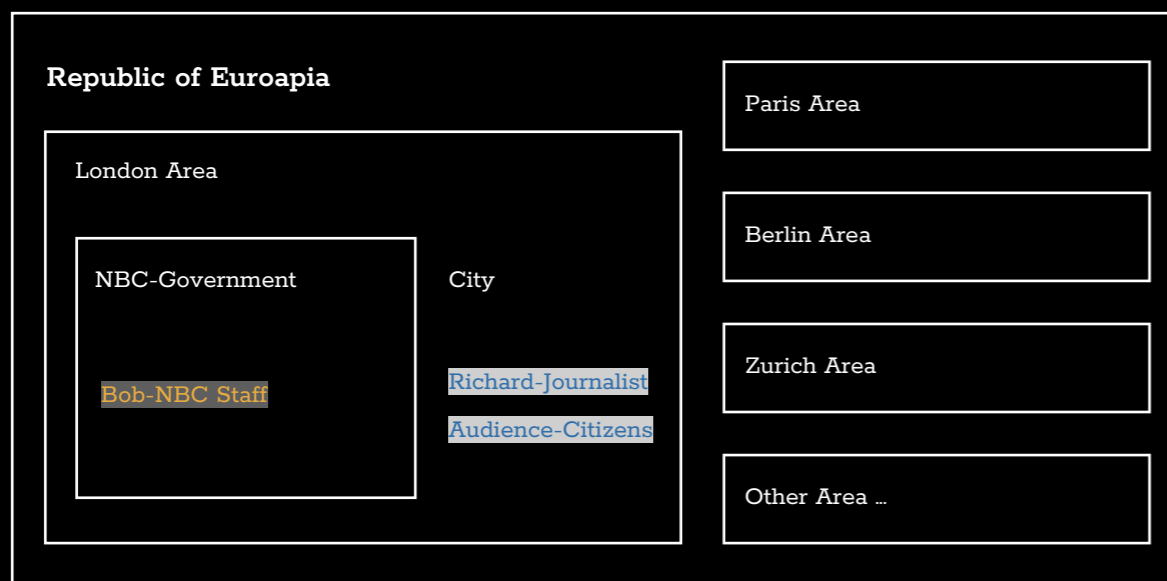 Republic of Euroapia
London Area
NBC-Government
City
Bob-NBC Staff
Richard-Journalist
Audience-Citizens
Paris Area
Berlin Area
Zurich Area
Other Area ...